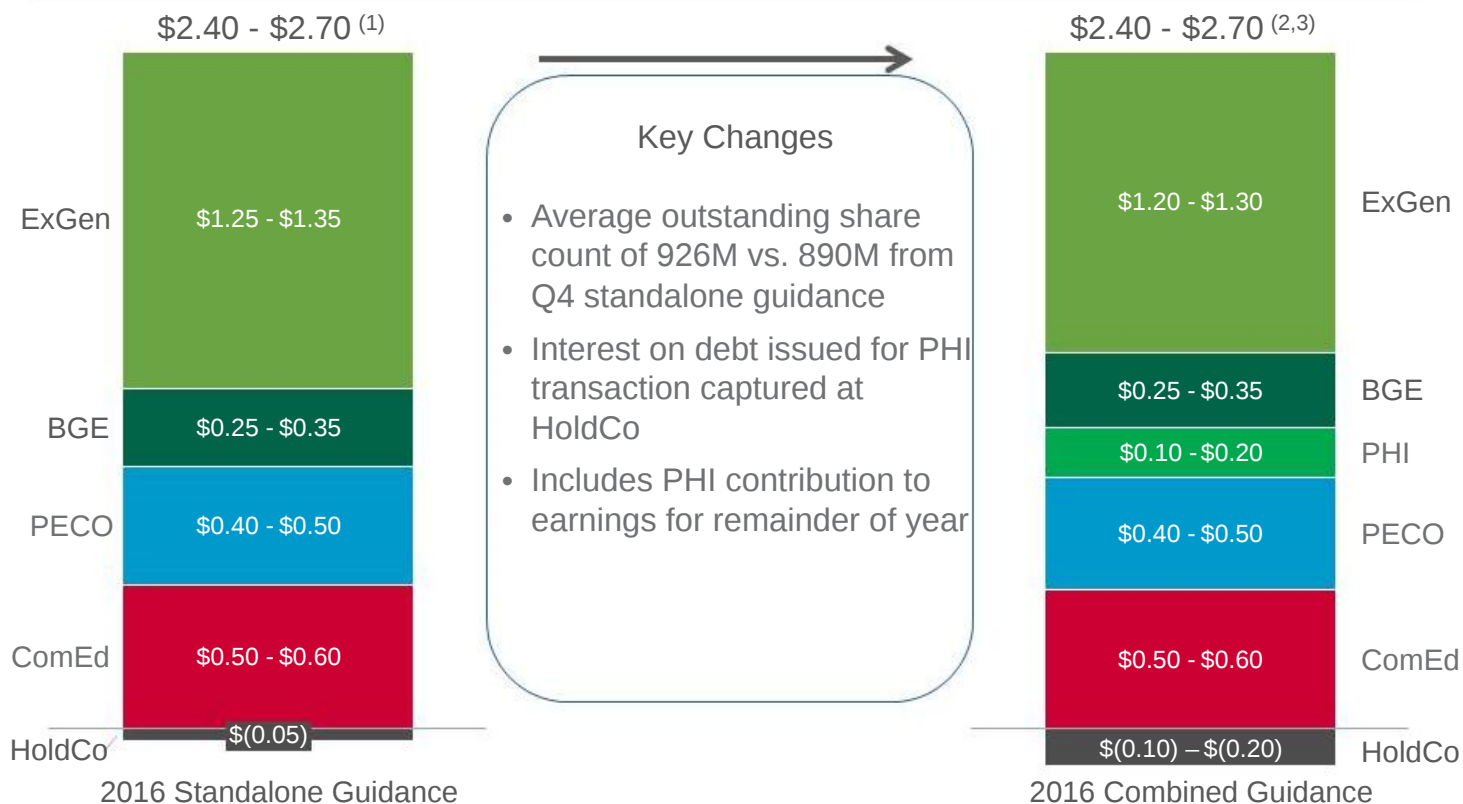 $2.40 - $2.70 (1)
ExGen
$1.25 - $1.35
BGE
$0.25 - $0.35
PECO
$0.40 - $0.50
ComEd
$0.50 - $0.60
HoldCo
$(0.05)
2016 Standalone Guidance
Key Changes
• Average outstanding share
count of 926M vs. 890M from
Q4 standalone guidance
• Interest on debt issued for PHI
transaction captured at
HoldCo
• Includes PHI contribution to
earnings for remainder of year
$2.40 - $2.70 (2,3)
$1.20 - $1.30
ExGen
$0.25 - $0.35
BGE
$0.10 - $0.20
PHI
$0.40 - $0.50
PECO
$0.50 - $0.60
ComEd
$(0.10) – $(0.20)
HoldCo
2016 Combined Guidance